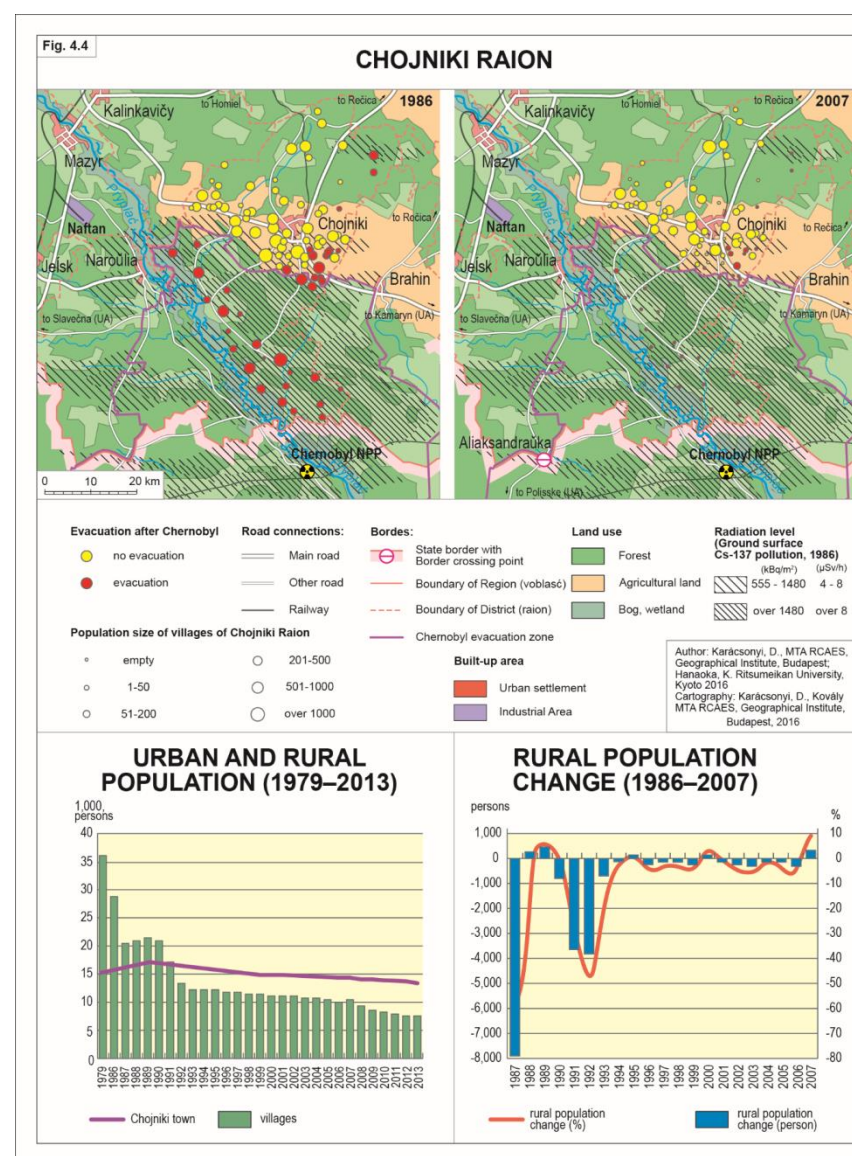 Fig. 4.4
CHOJNIKI RAION
1986
to Homiel
to Rečica
Kalinkavičy
Mazyr
Prypiać
Naftan
Chojniki
to Rečica
Jeĺsk
Naroŭlia
Brahin
to Slavečna (UA)
to Kamaryn (UA)
Chernobyl NPP
0 10 20 km
2007
to Homiel
to Rečica
Kalinkavičy
Mazyr
Prypiać
Naftan
Chojniki
to Rečica
Jeĺsk
Naroŭlia
Brahin
to Slavečna (UA)
to Kamaryn (UA)
Aliaksandraŭka
Chernobyl NPP
to Polisske (UA)
Evacuation after Chernobyl
no evacuation
evacuation
Population size of villages of Chojniki Raion
empty
1-50
51-200
201-500
501-1000
over 1000
Road connections:
Main road
Other road
Railway
Bordes:
State border with
Border crossing point
Boundary of Region (voblasć)
Boundary of District (raion)
Chernobyl evacuation zone
Built-up area
Urban settlement
Industrial Area
Land use
Forest
Agricultural land
Bog, wetland
Radiation level
(Ground surface
Cs-137 pollution, 1986)
(kBq/m²) (μSv/h)
555 - 1480 4 - 8
over 1480 over 8
Author: Karácsonyi, D., MTA RCAES,
Geographical Institute, Budapest;
Hanaoka, K. Ritsumeikan University,
Kyoto 2016
Cartography: Karácsonyi, D., Kovály
MTA RCAES, Geographical Institute,
Budapest, 2016
URBAN AND RURAL
POPULATION (1979–2013)
1,000,
persons
40
35
30
25
20
15
10
5
0
1979 1986 1987 1988 1989 1990 1991 1992 1993 1994 1995 1996 1997 1998 1999 2000 2001 2002 2003 2004 2005 2006 2007 2008 2009 2010 2011 2012 2013
Chojniki town villages
RURAL POPULATION
CHANGE (1986–2007)
persons %
1,000 10
0 0
-1,000 -10
-2,000 -20
-3,000 -30
-4,000 -40
-5,000 -50
-6,000 -60
-7,000 -70
-8,000 -80
1987 1988 1989 1990 1991 1992 1993 1994 1995 1996 1997 1998 1999 2000 2001 2002 2003 2004 2005 2006 2007
rural population
change (%)
rural population
change (person)